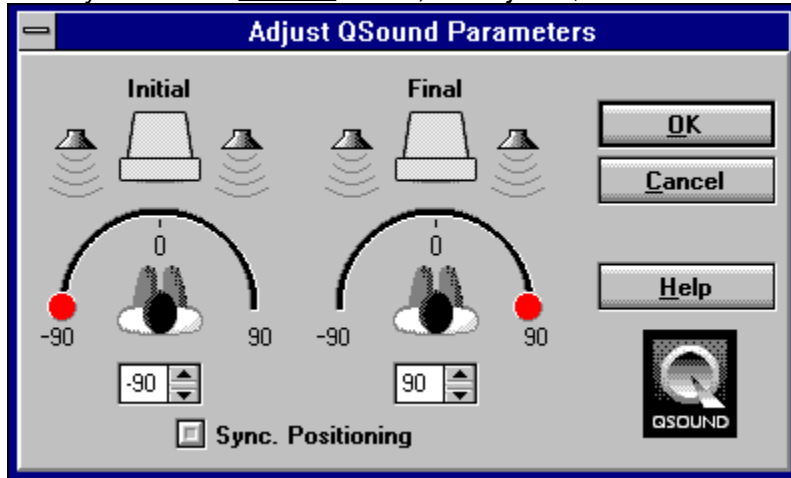 Adjust QSound Parameters
Initial
Final
OK
Cancel
Help
0
0
-90
90
-90
90
-90
90
Sync. Positioning
QSOUND